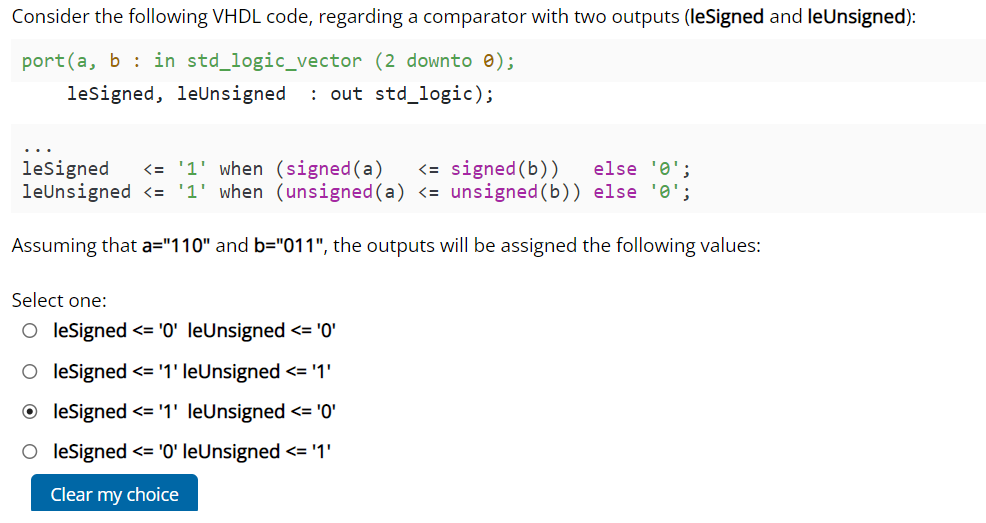 Consider the following VHDL code, regarding a comparator with two outputs (leSigned and leUnsigned):
port(a, b : in std_logic_vector (2 downto 0);
leSigned, leUnsigned : out std_logic);
...
leSigned <= '1' when (signed(a) <= signed(b)) else '0';
leUnsigned <= '1' when (unsigned(a) <= unsigned(b)) else '0';
Assuming that a="110" and b="011", the outputs will be assigned the following values:
Select one:
leSigned <= '0' leUnsigned <= '0'
leSigned <= '1' leUnsigned <= '1'
leSigned <= '1' leUnsigned <= '0'
leSigned <= '0' leUnsigned <= '1'
Clear my choice